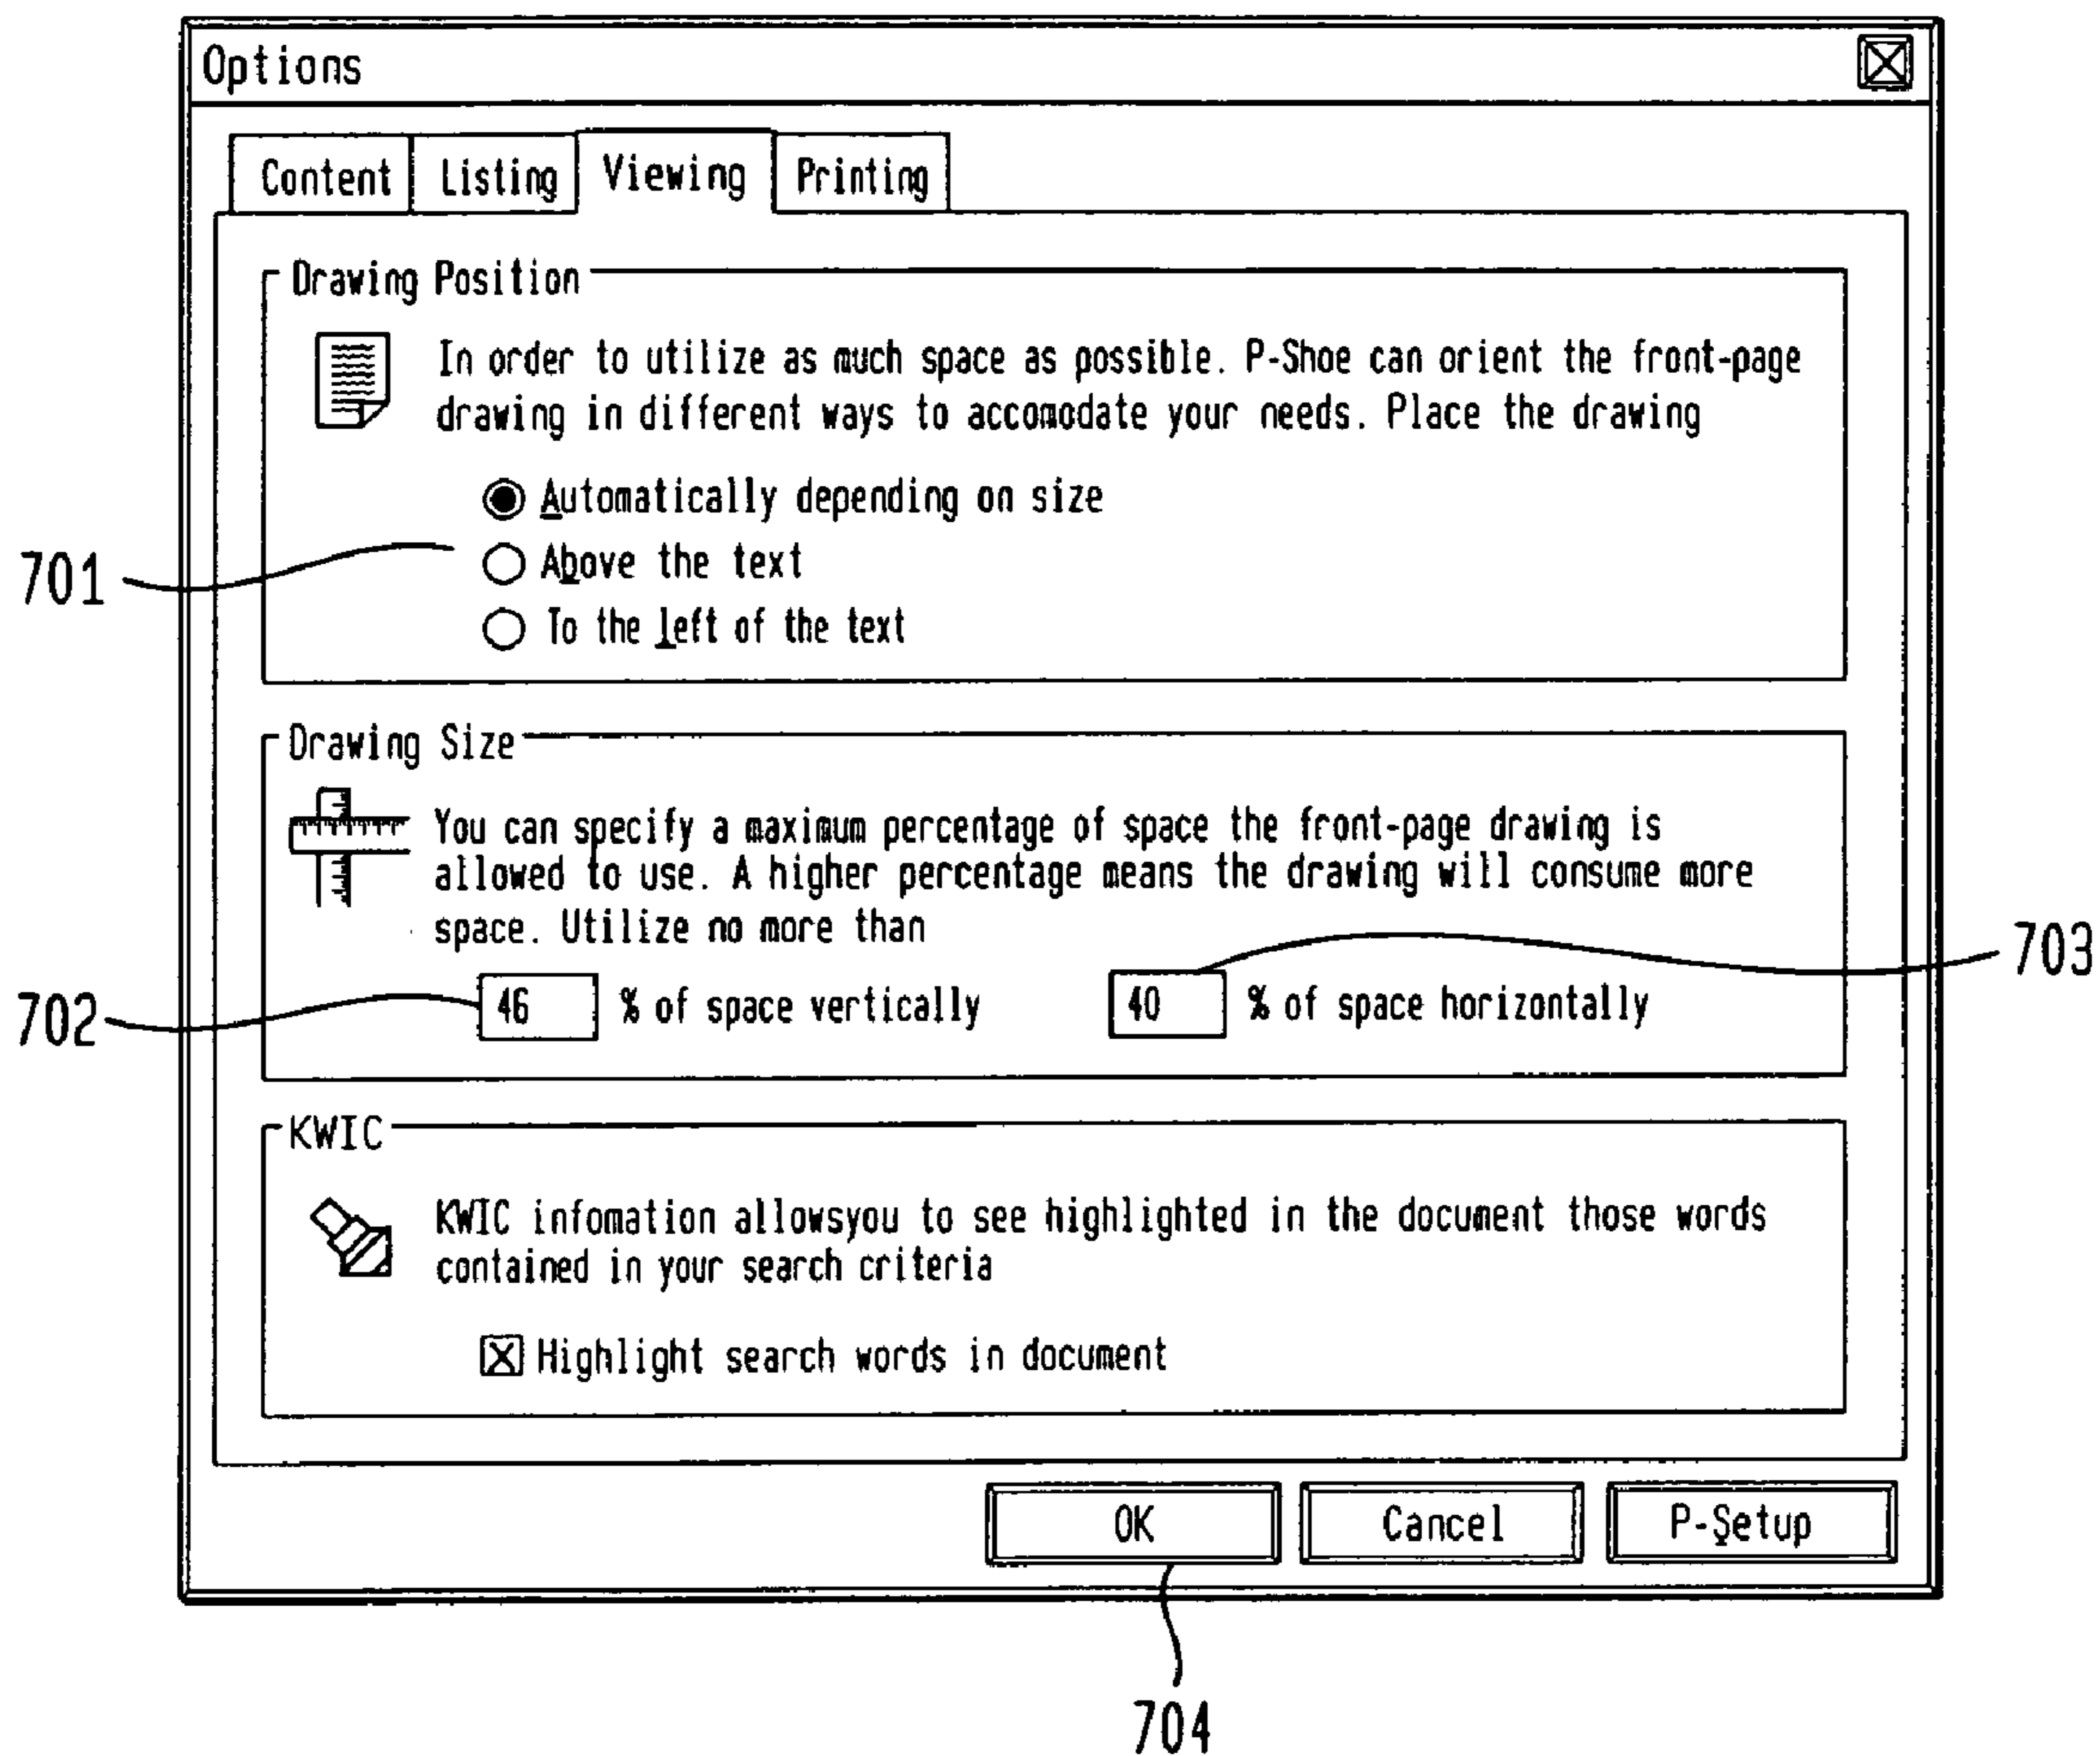 Options
Content Listing Viewing Printing
Drawing Position
In order to utilize as much space as possible. P-Shoe can orient the front-page
drawing in different ways to accomodate your needs. Place the drawing
Automatically depending on size
701
Above the text
To the left of the text
Drawing Size
You can specify a maximum percentage of space the front-page drawing is
allowed to use. A higher percentage means the drawing will consume more
space. Utilize no more than
703
702
46 % of space vertically 40 % of space horizontally
KWIC
KWIC infomation allowsyou to see highlighted in the document those words
contained in your search criteria
Highlight search words in document
OK Cancel P-Setup
704